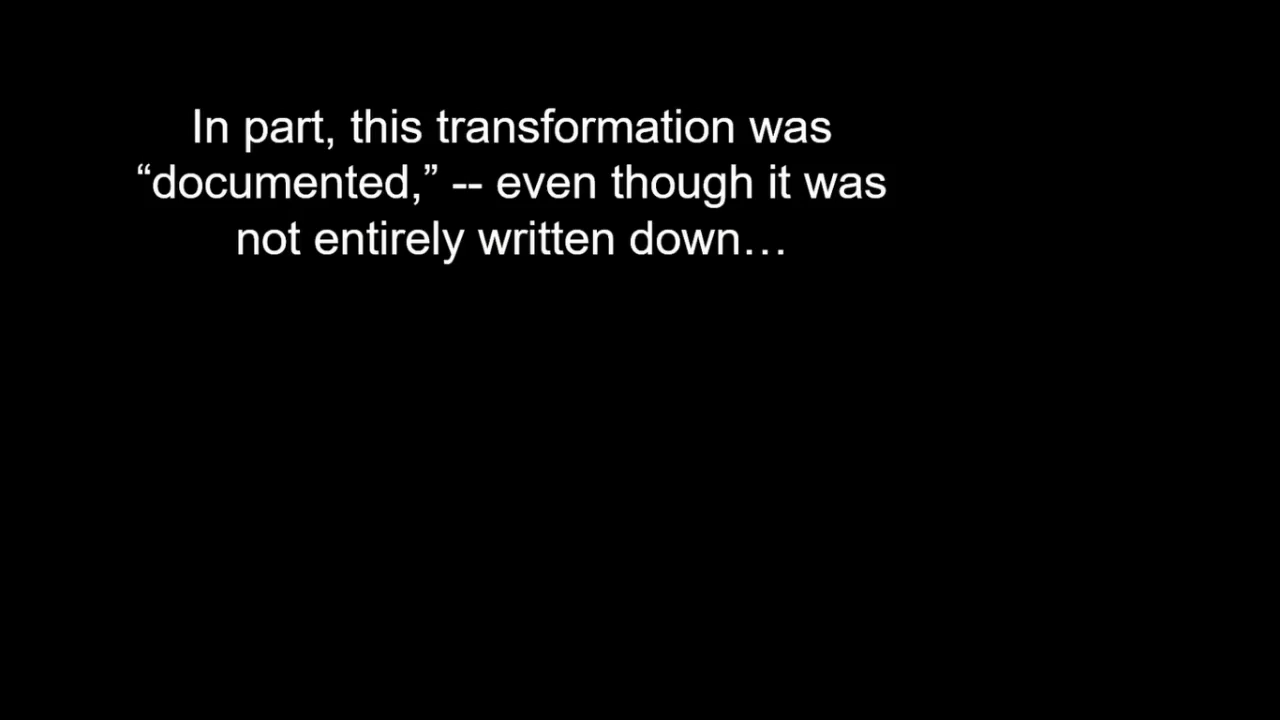 In part, this transformation was
“documented,” -- even though it was
not entirely written down…